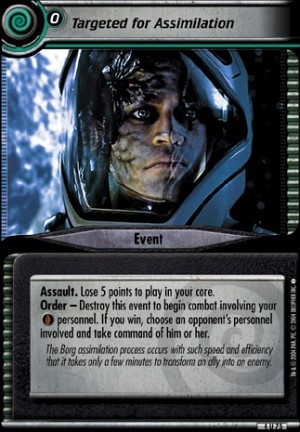 0 Targeted for Assimilation
Event
Assault. Lose 5 points to play in your core.
Order – Destroy this event to begin combat involving your
personnel. If you win, choose an opponent's personnel
involved and take command of him or her.
The Borg assimilation process occurs with such speed and efficiency
that it takes only a few minutes to transform an ally into an enemy.
4 U 75